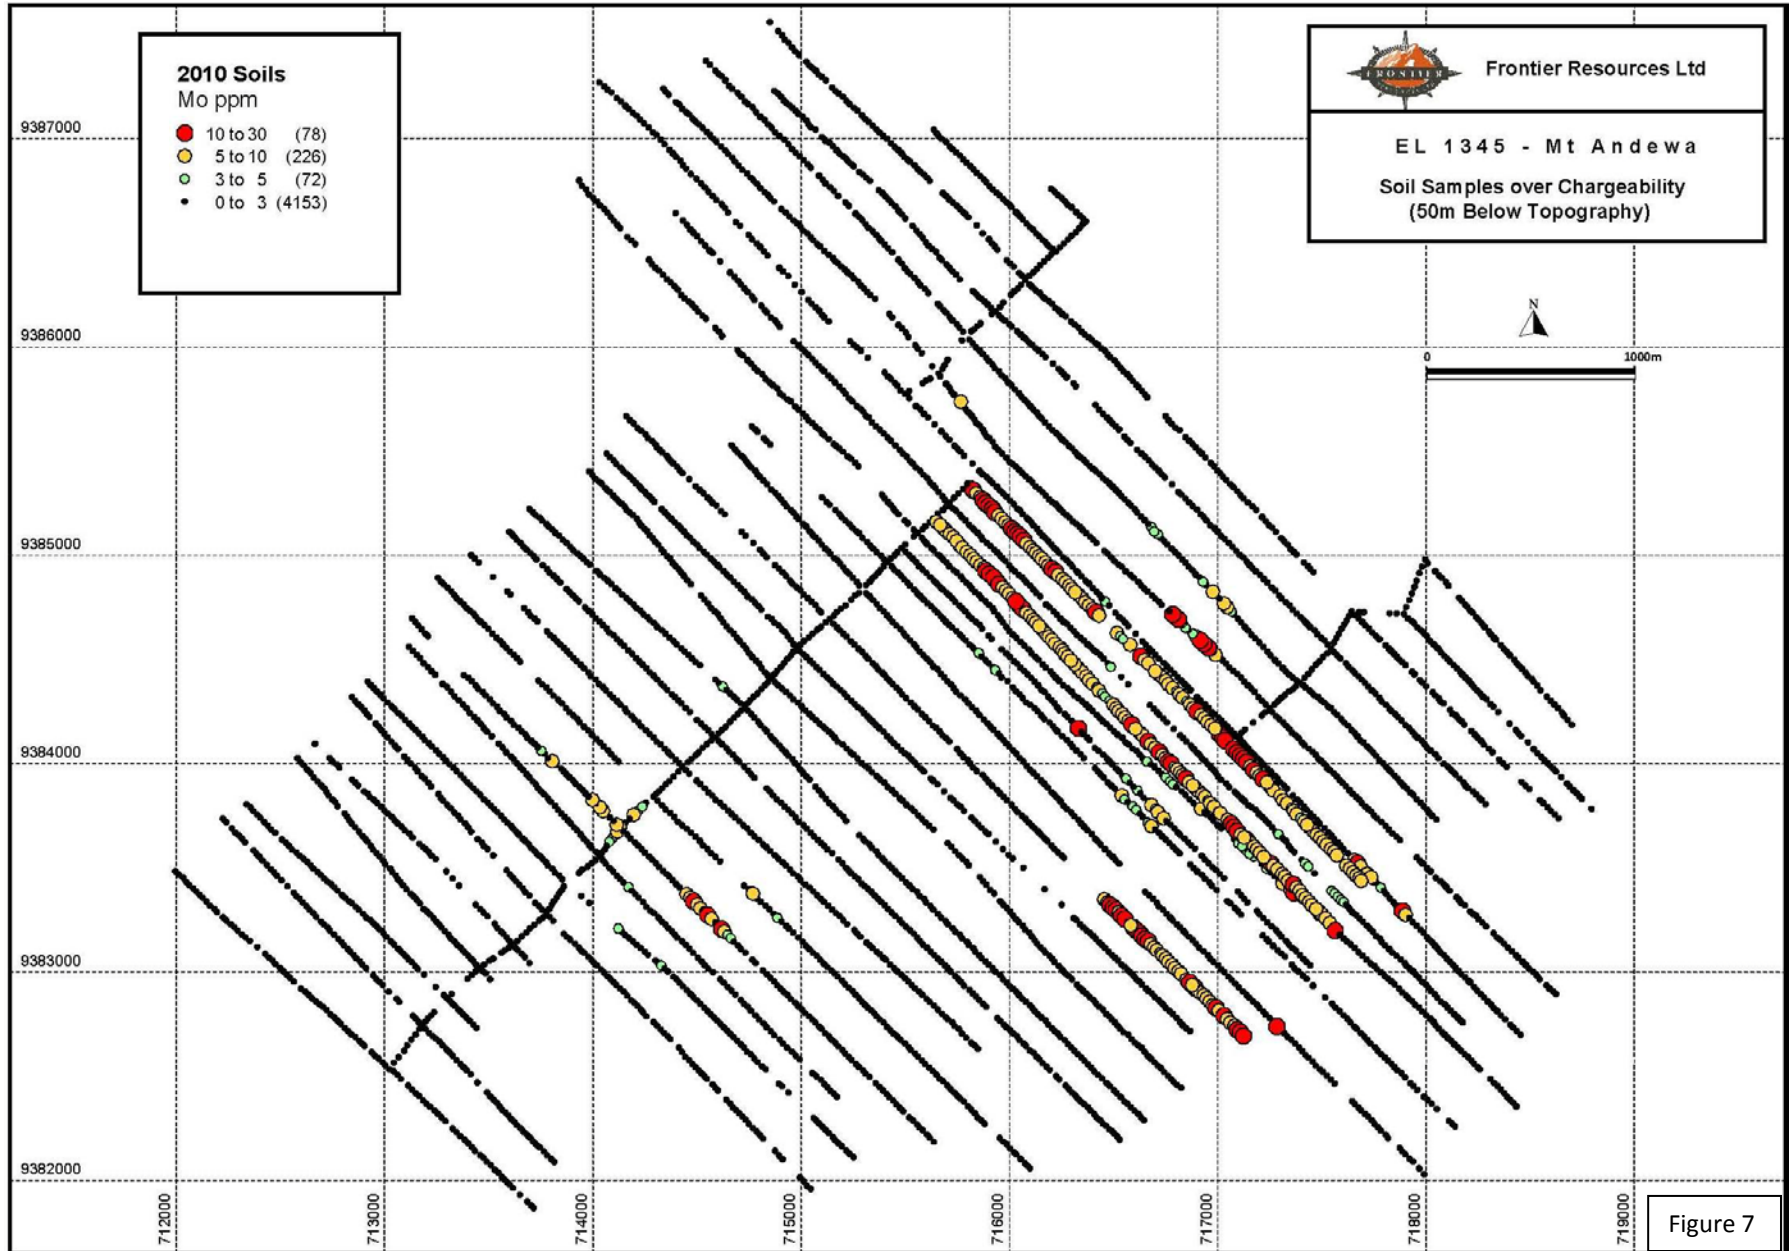 2010 Soils
Mo ppm
10 to 30 (78)
5 to 10 (226)
3 to 5 (72)
0 to 3 (4153)
FRONTIER
Frontier Resources Ltd
EL 1345 - Mt Andewa
Soil Samples over Chargeability
(50m Below Topography)
N
0 1000m
9387000
9386000
9385000
9384000
9383000
9382000
712000
713000
714000
715000
716000
717000
718000
719000
Figure 7